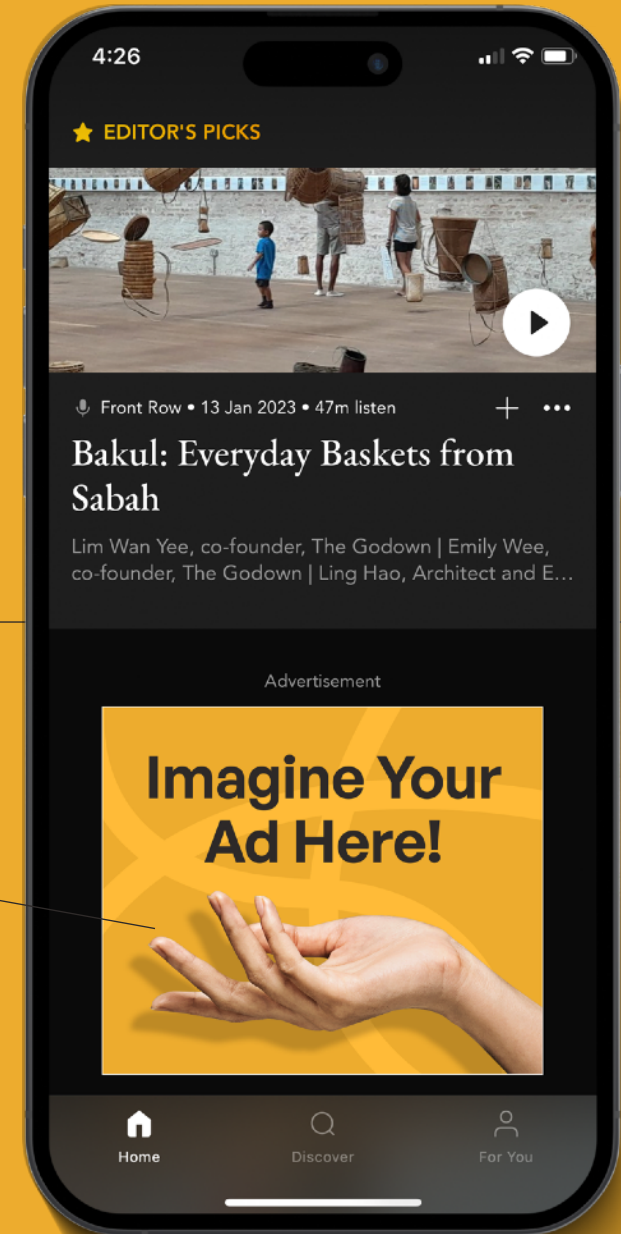 4:26
EDITOR'S PICKS
Front Row • 13 Jan 2023 • 47m listen
Bakul: Everyday Baskets from
Sabah
Lim Wan Yee, co-founder, The Godown | Emily Wee,
co-founder, The Godown | Ling Hao, Architect and E...
Advertisement
Imagine Your
Ad Here!
Home
Discover
For You